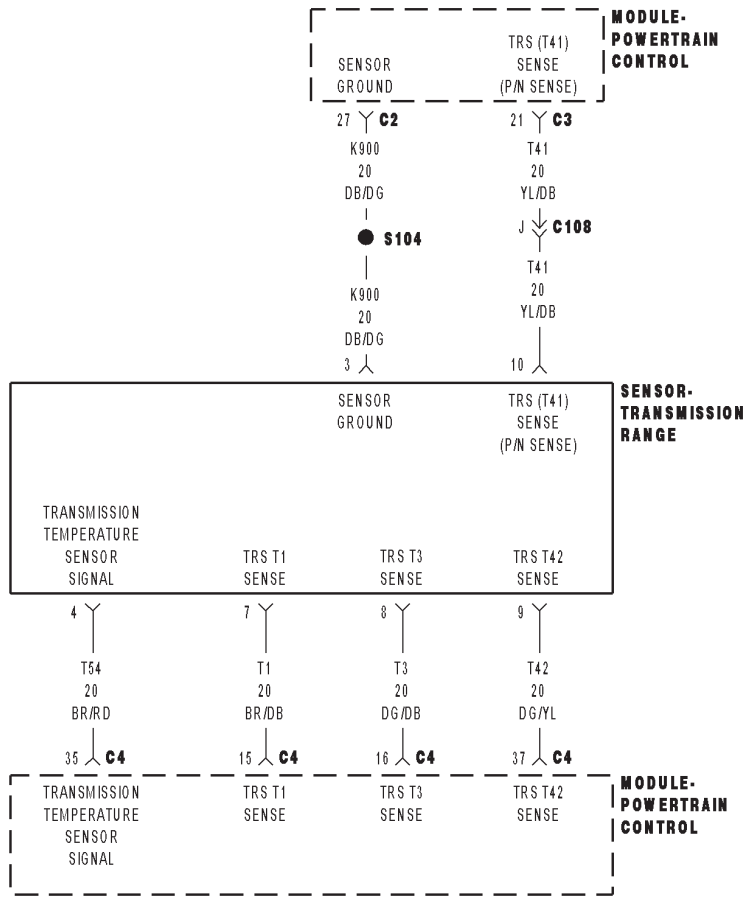 MODULE-
POWERTRAIN
CONTROL
TRS (T41)
SENSOR SENSE
GROUND (P/N SENSE)
27 C2 21 C3
K900 T41
20 20
DB/DG YL/DB
J C108
S104
T41
K900 20
20 YL/DB
DB/DG
3 10
SENSOR-
TRANSMISSION
RANGE
SENSOR TRS (T41)
GROUND SENSE
(P/N SENSE)
TRANSMISSION
TEMPERATURE
SENSOR TRS T1 TRS T3 TRS T42
SIGNAL SENSE SENSE SENSE
4 7 8 9
T54 T1 T3 T42
20 20 20 20
BR/RD BR/DB DG/DB DG/YL
35 C4 15 C4 16 C4 37 C4
MODULE-
POWERTRAIN
CONTROL
TRANSMISSION TRS T1 TRS T3 TRS T42
TEMPERATURE SENSE SENSE SENSE
SENSOR
SIGNAL